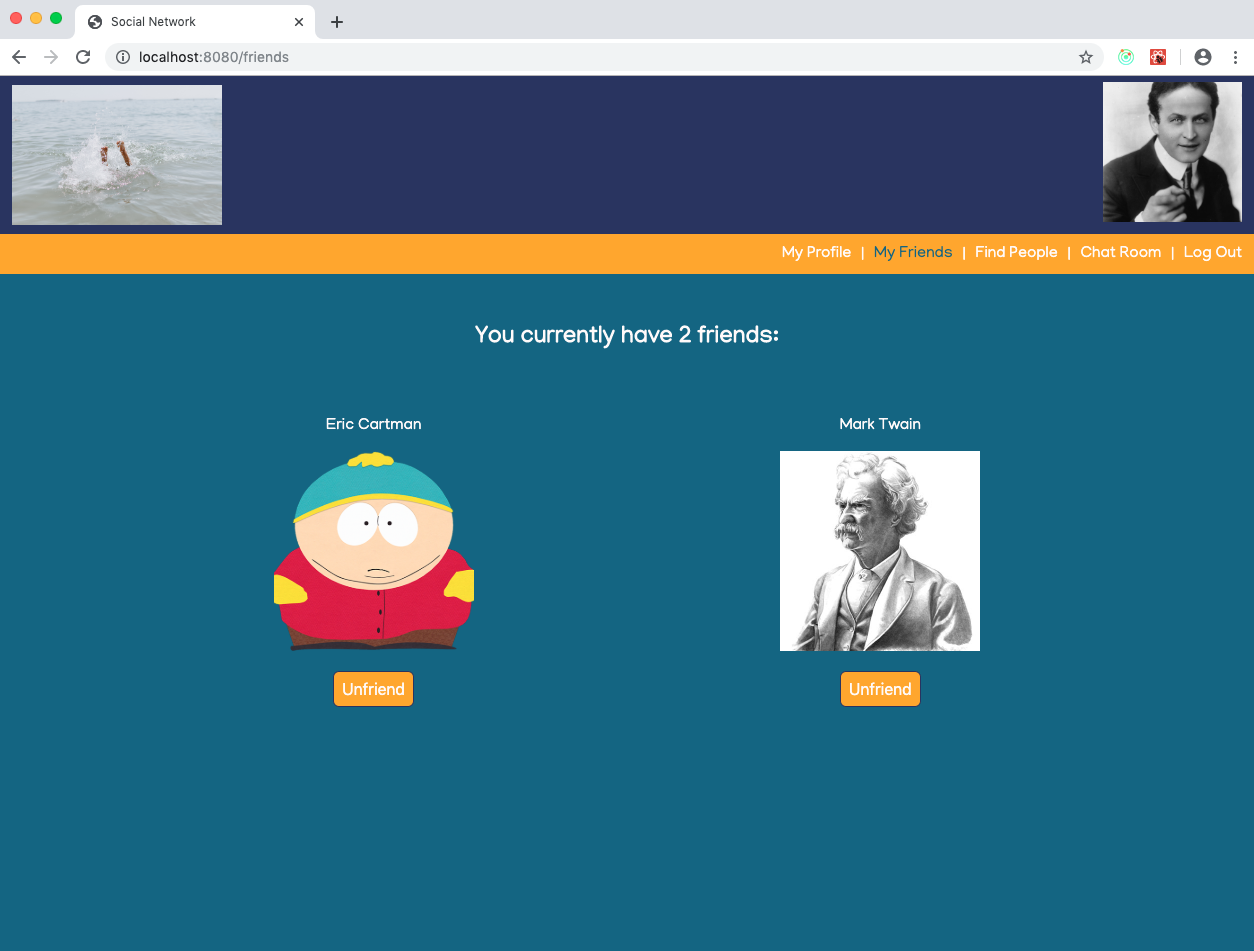 Social Network
localhost:8080/friends
My Profile | My Friends | Find People | Chat Room | Log Out
You currently have 2 friends:
Eric Cartman
Mark Twain
Unfriend
Unfriend